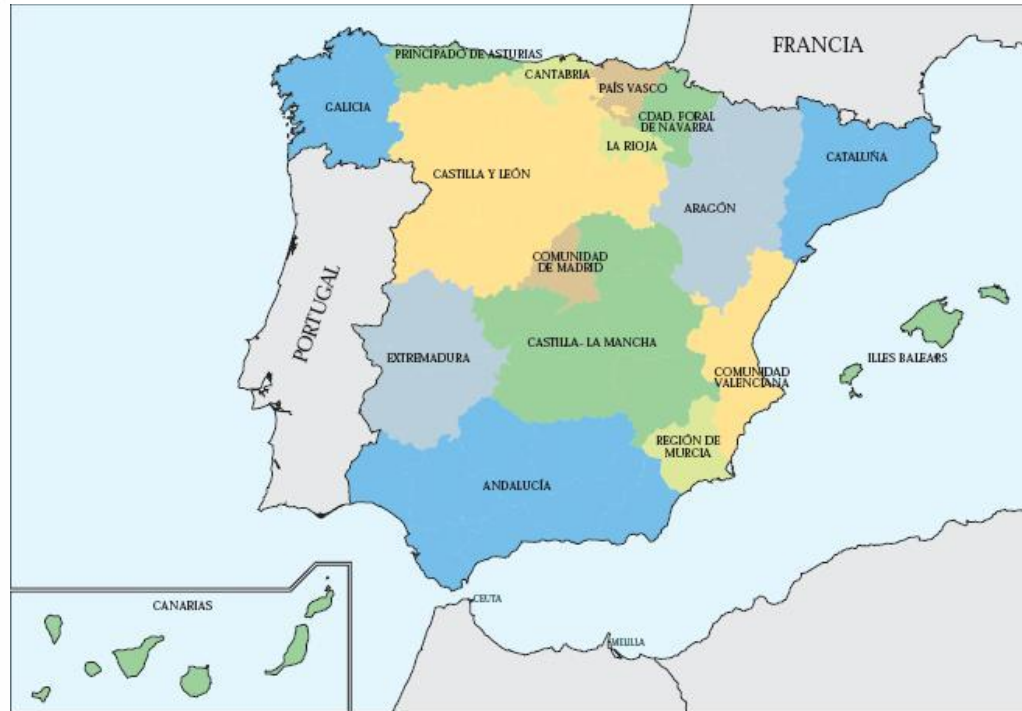 FRANCIA
PRINCIPADO DE ASTURIAS
CANTABRIA
PAÍS VASCO
GALICIA
CDAD. FORAL
DE NAVARRA
LA RIOJA
CATALUÑA
CASTILLA Y LEÓN
ARAGÓN
COMUNIDAD
DE MADRID
PORTUGAL
CASTILLA- LA MANCHA
EXTREMADURA
ILLES BALEARS
COMUNIDAD
VALENCIANA
REGIÓN DE
MURCIA
ANDALUCÍA
CEUTA
CANARIAS
MELILLA